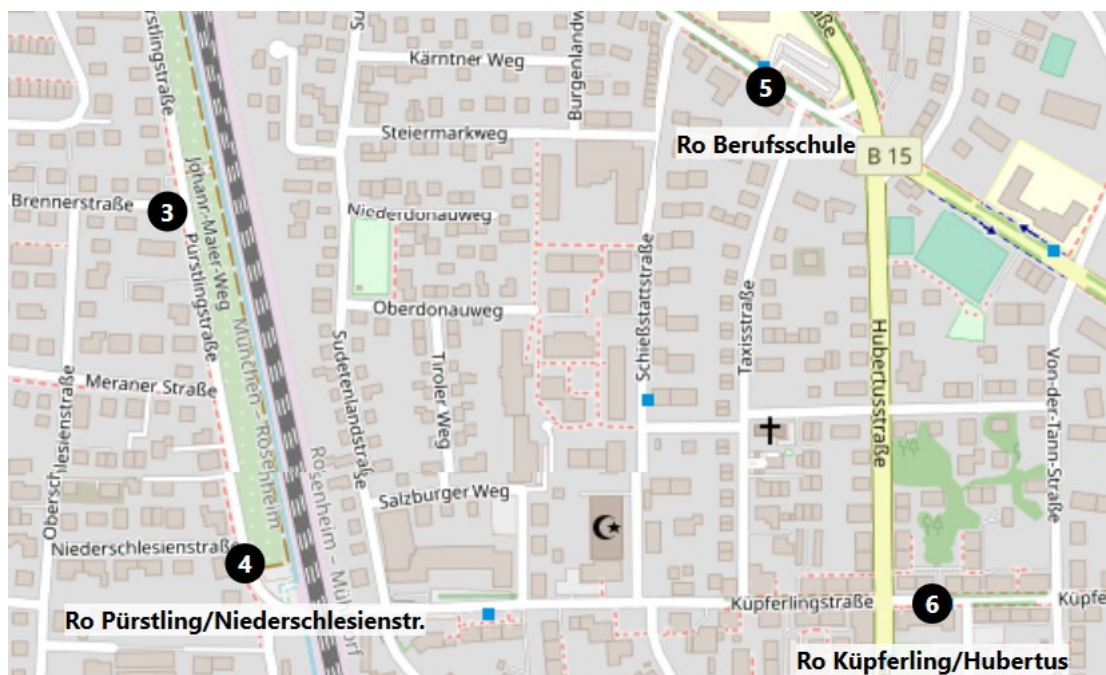 Kärntner Weg
Burgenlandw
5
Steiermarkweg
Ro Berufsschule
B 15
Brennerstraße
3
Niederdonauweg
Johann-Maier-Weg
Pürstlingstraße
Oberdonauweg
Schießstattstraße
Taxisstraße
Hubertusstraße
Von-der-Tann-Straße
Meraner Straße
Tiroler Weg
Sudetenlandstraße
München - Rosenheim
Rosenheim - Mühldorf
Oberschlesienstraße
Salzburger Weg
Niederschlesienstraße
4
Küpferlingstraße
6
Küpfe
Ro Pürstling/Niederschlesienstr.
Ro Küpferling/Hubertus